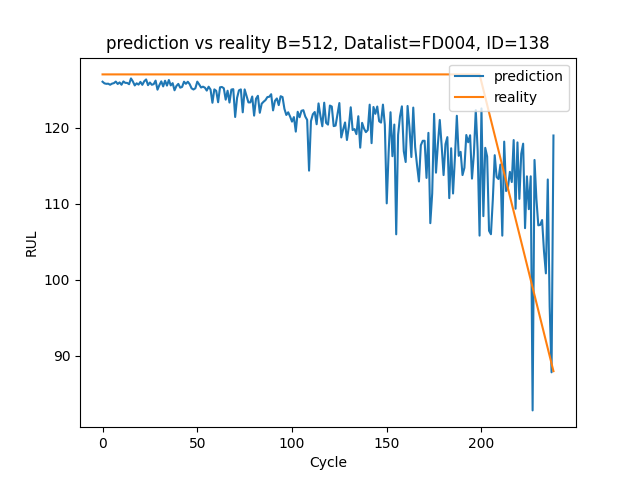 prediction vs reality B=512, Datalist=FD004, ID=138
prediction
reality
120
110
100
90
RUL
0 50 100 150 200
Cycle